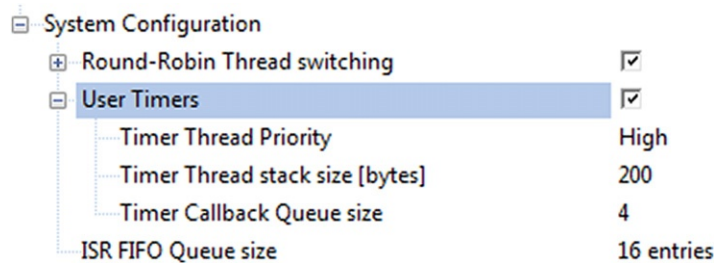 System Configuration
Round-Robin Thread switching
User Timers
Timer Thread Priority High
Timer Thread stack size [bytes] 200
Timer Callback Queue size 4
ISR FIFO Queue size 16 entries